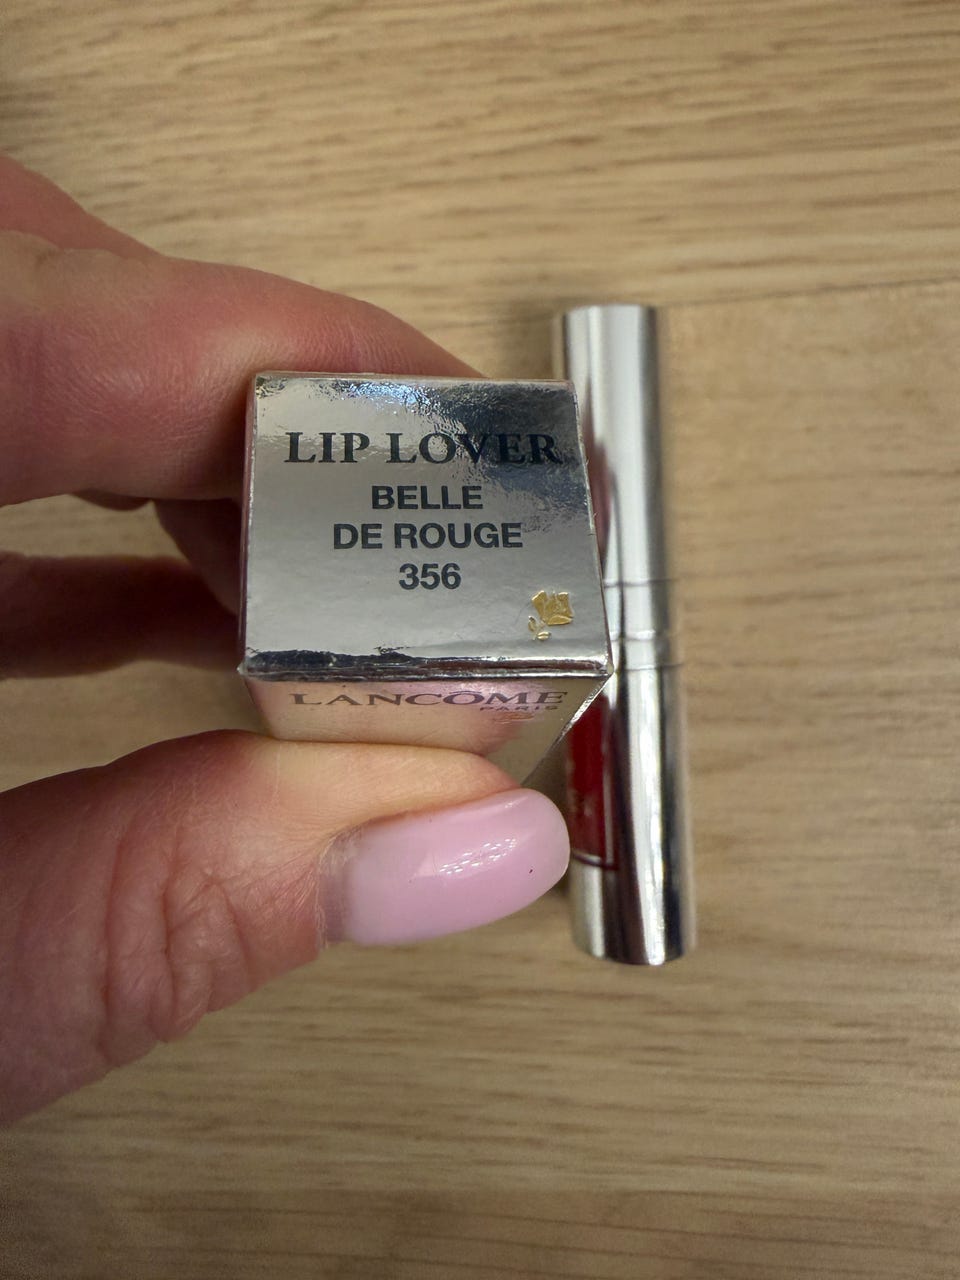 LIP LOVER
BELLE
DE ROUGE
356
LANCOME
PARIS